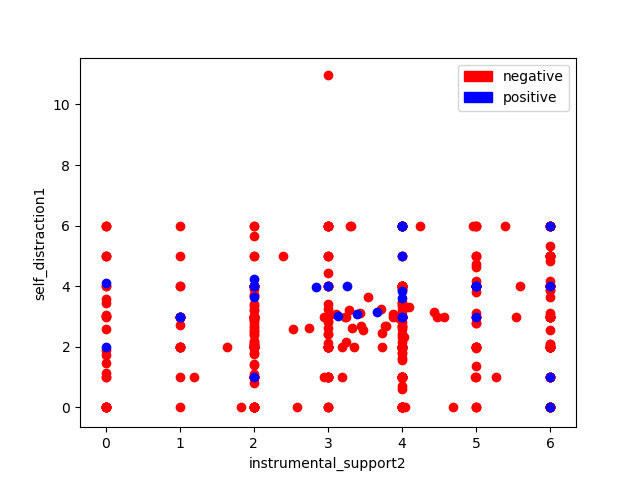 negative
positive
10
8
6
4
2
0
self_distraction1
0 1 2 3 4 5 6
instrumental_support2